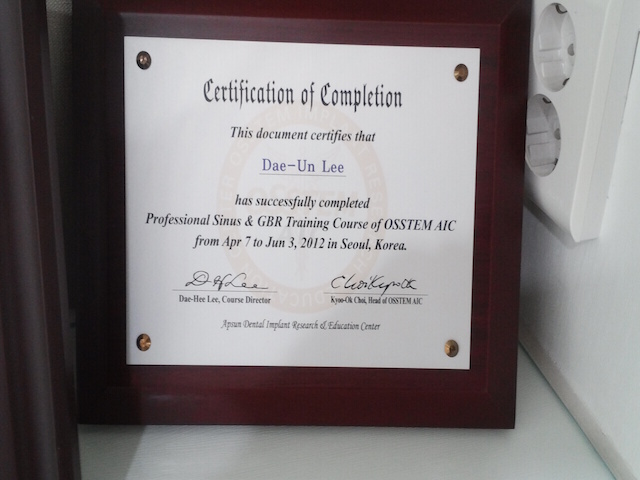 Certification of Completion
This document certifies that
Dae-Un Lee
has successfully completed
Professional Sinus & GBR Training Course of OSSTEM AIC
from Apr 7 to Jun 3, 2012 in Seoul, Korea.
Dae-Hee Lee, Course Director
Kyoo-Ok Choi, Head of OSSTEM AIC
Apsun Dental Implant Research & Education Center